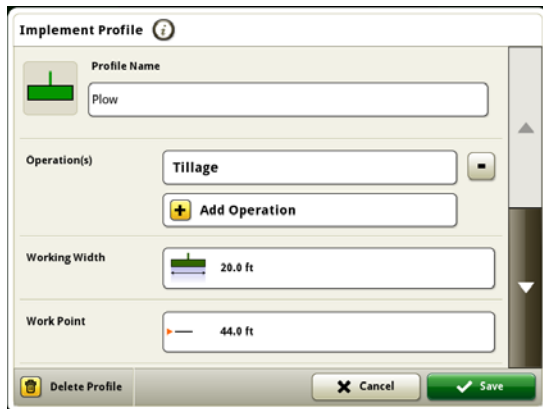 Implement Profile i
Profile Name
Plow
Operation(s)
Tillage
Add Operation
Working Width
20.0 ft
Work Point
44.0 ft
Delete Profile
Cancel
Save